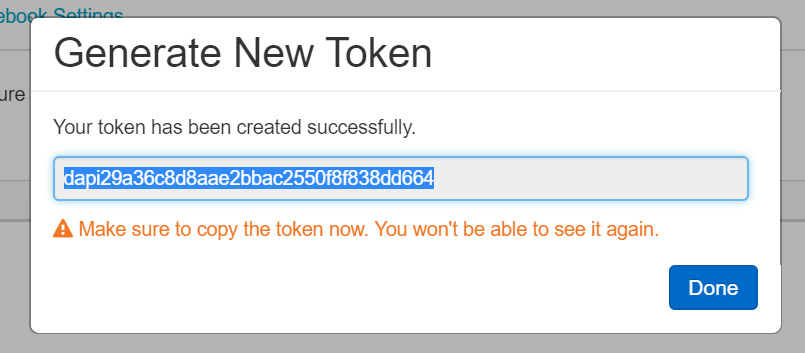 ebook Settings
Generate New Token
ure
Your token has been created successfully.
dapi29a36c8d8aae2bbac2550f8f838dd664
Make sure to copy the token now. You won't be able to see it again.
Done